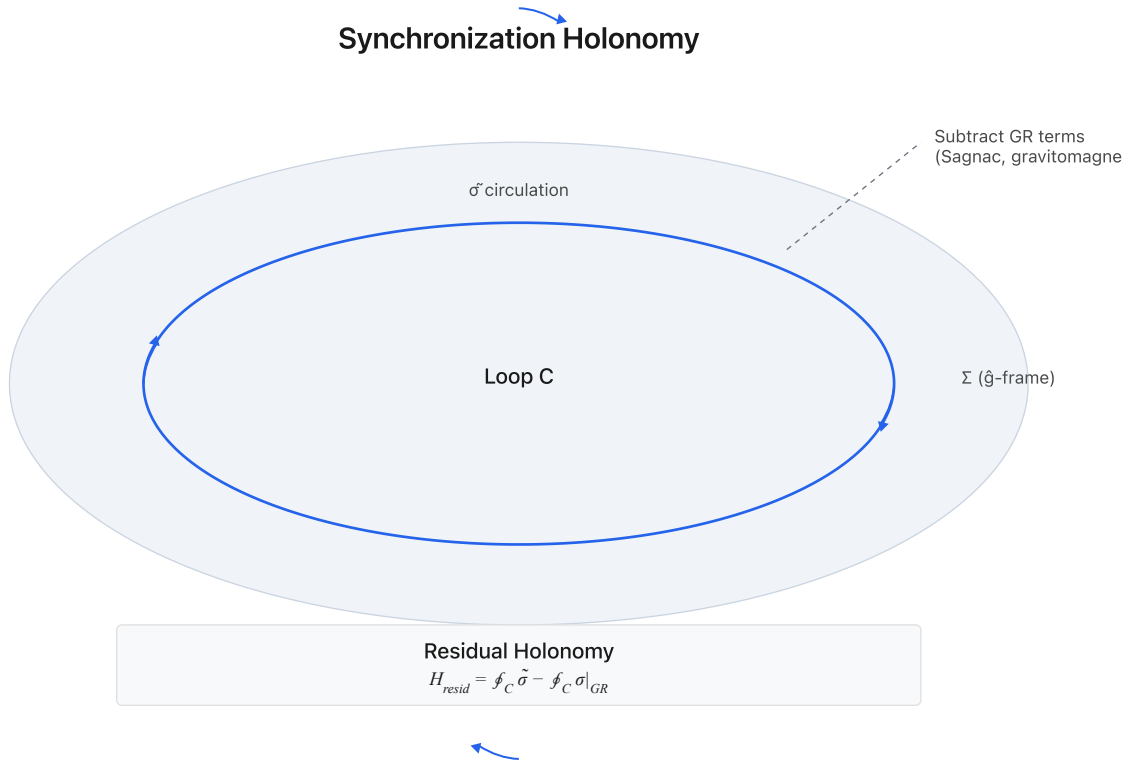 Synchronization Holonomy
Subtract GR terms
(Sagnac, gravitomagne
σ̃ circulation
Loop C
Σ (ĝ-frame)
Residual Holonomy
H_resid = ∮_C σ̃ − ∮_C σ|_GR